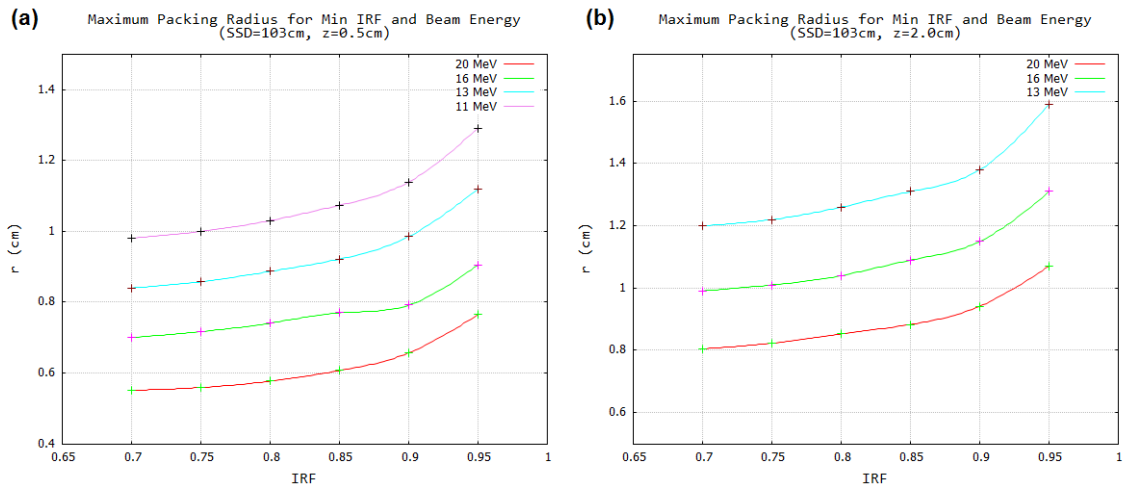 (a)
Maximum Packing Radius for Min IRF and Beam Energy
(SSD=103cm, z=0.5cm)
20 MeV
16 MeV
13 MeV
11 MeV
1.4
1.2
1
0.8
0.6
0.4
r (cm)
0.65 0.7 0.75 0.8 0.85 0.9 0.95 1
IRF
(b)
Maximum Packing Radius for Min IRF and Beam Energy
(SSD=103cm, z=2.0cm)
20 MeV
16 MeV
13 MeV
1.6
1.4
1.2
1
0.8
0.6
r (cm)
0.65 0.7 0.75 0.8 0.85 0.9 0.95 1
IRF